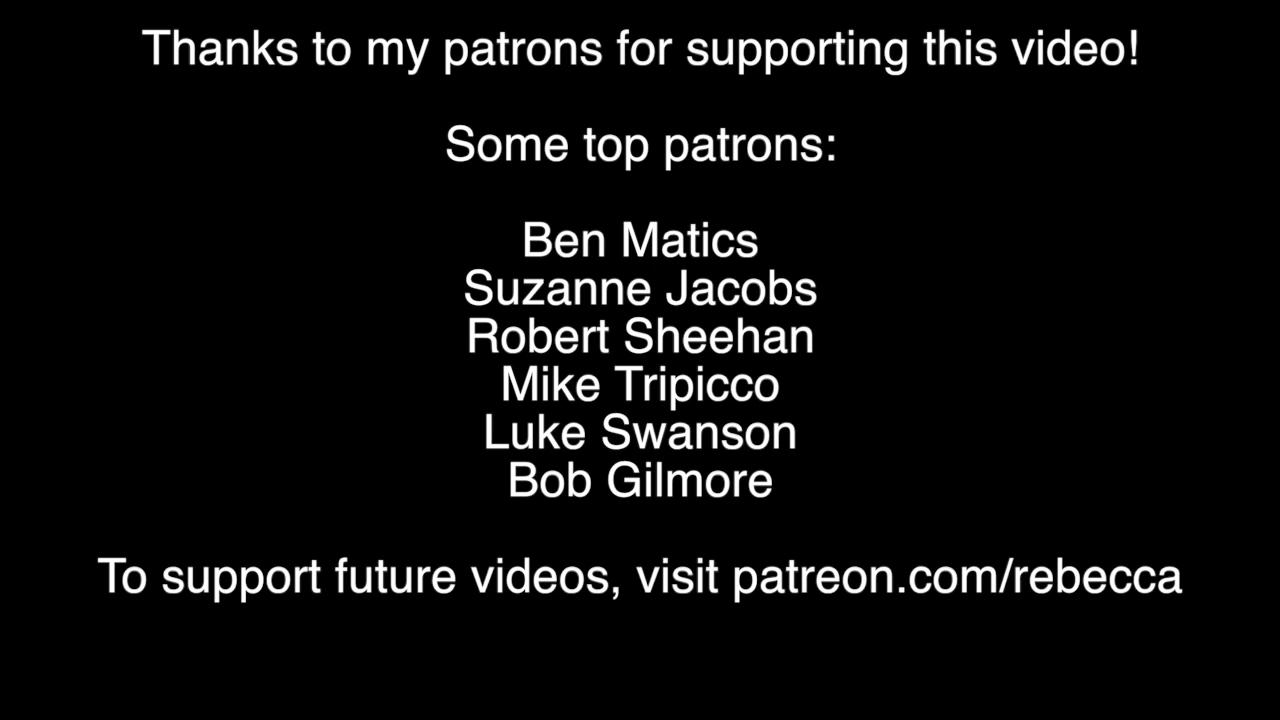 Thanks to my patrons for supporting this video!
Some top patrons:
Ben Matics
Suzanne Jacobs
Robert Sheehan
Mike Tripicco
Luke Swanson
Bob Gilmore
To support future videos, visit patreon.com/rebecca